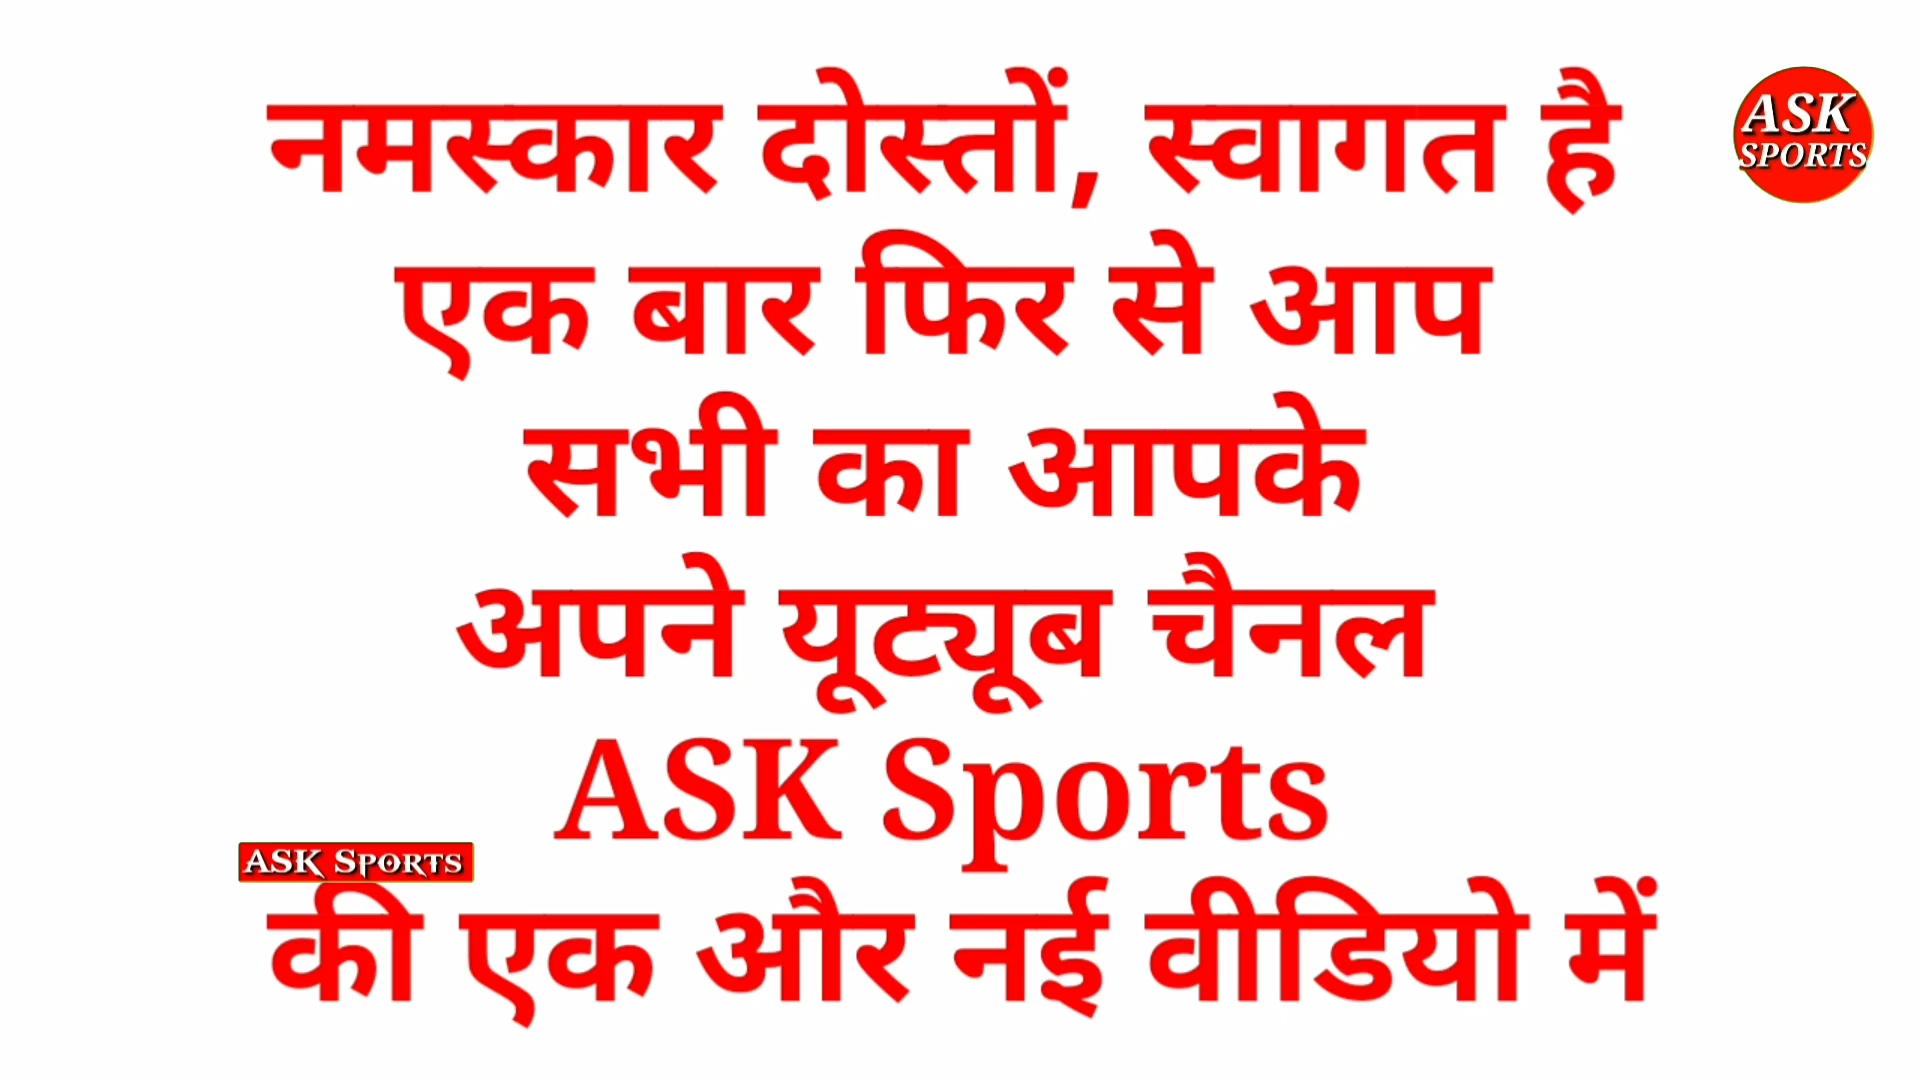 नमस्कार दोस्तों, स्वागत है
एक बार फिर से आप
सभी का आपके
अपने यूट्यूब चैनल
ASK Sports
की एक और नई वीडियो में
ASK
SPORTS
ASK SPORTS